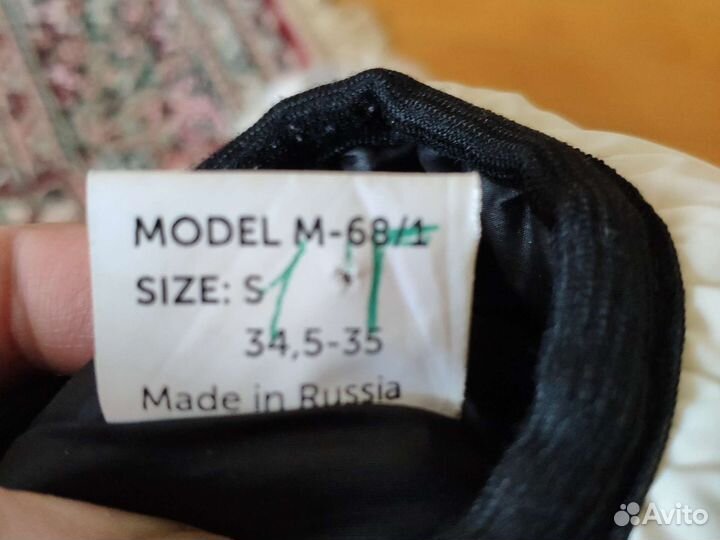 MODEL M-68/1
SIZE: S
34,5-35
Made in Russia
Avito